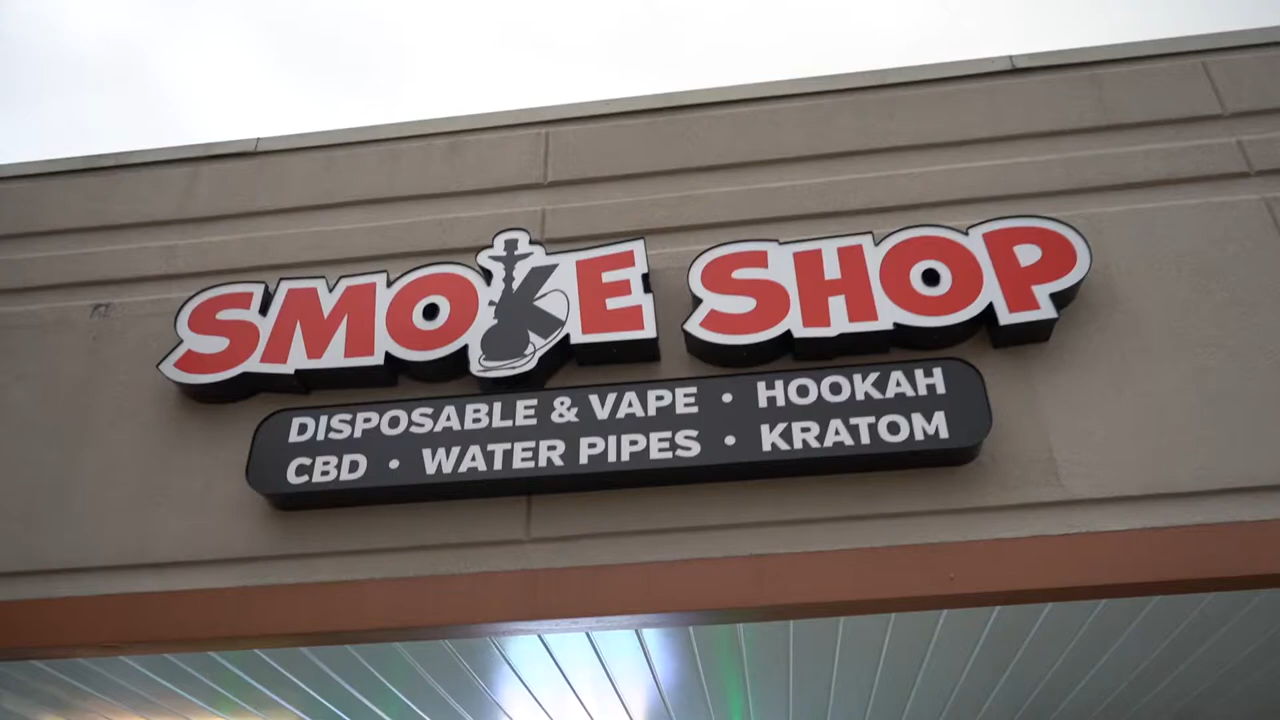 SMOKE SHOP
DISPOSABLE & VAPE • HOOKAH
CBD • WATER PIPES • KRATOM